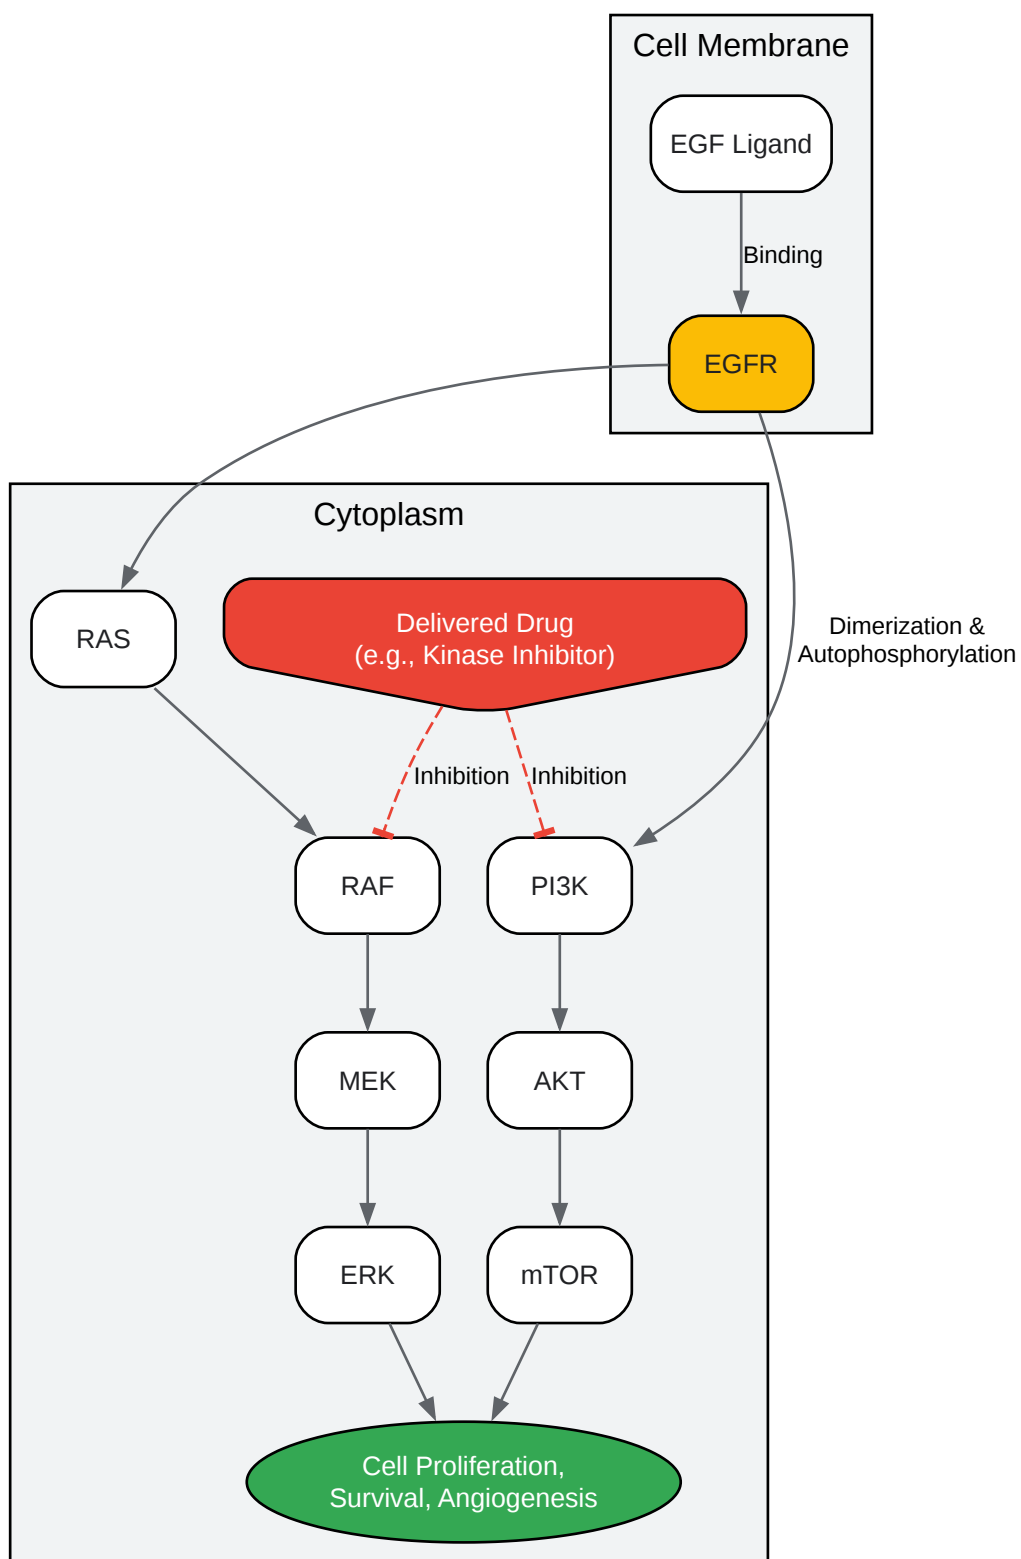 Cell Membrane
EGF Ligand
Binding
EGFR
Cytoplasm
RAS
Delivered Drug
(e.g., Kinase Inhibitor)
Dimerization &
Autophosphorylation
Inhibition
Inhibition
RAF
PI3K
MEK
AKT
ERK
mTOR
Cell Proliferation,
Survival, Angiogenesis